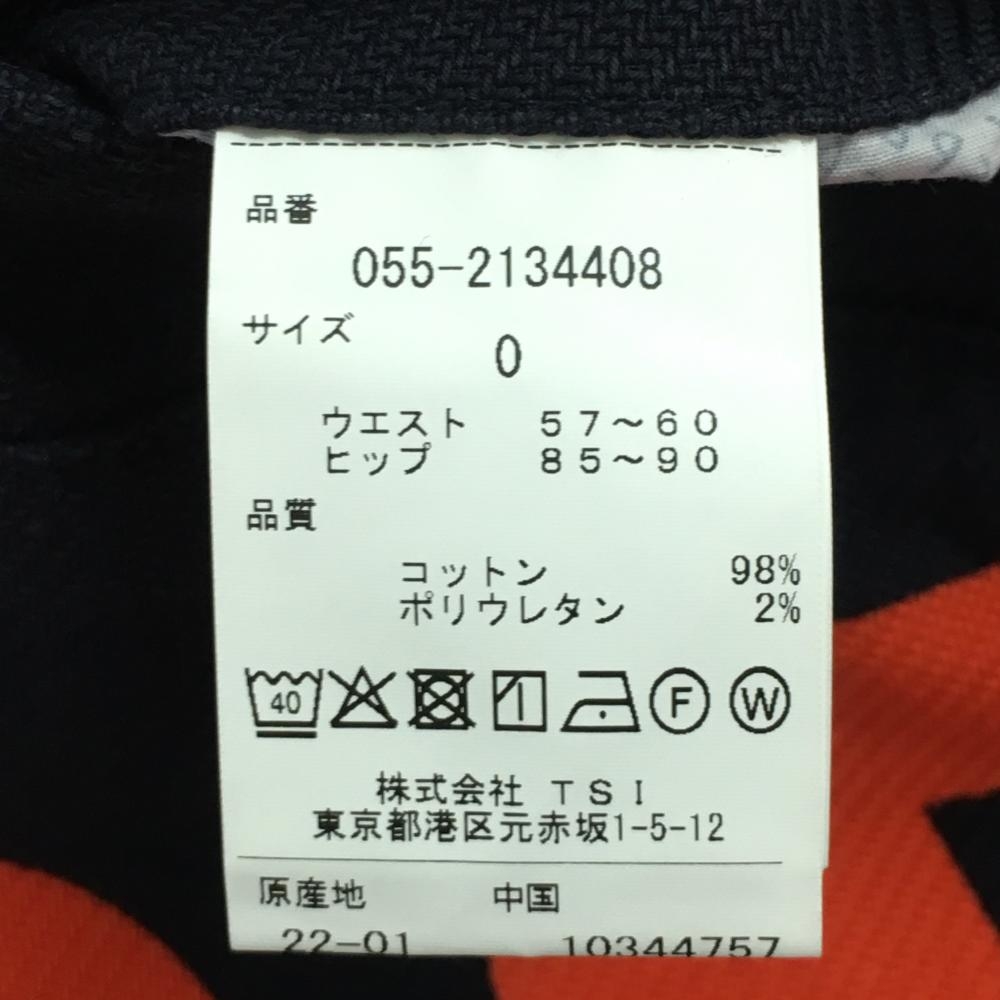 品番
055-2134408
サイズ
0
ウエスト 57～60
ヒップ 85～90
品質
コットン 98%
ポリウレタン 2%
40 F W
株式会社 TSI
東京都港区元赤坂1-5-12
原産地 中国
22-01 10344757